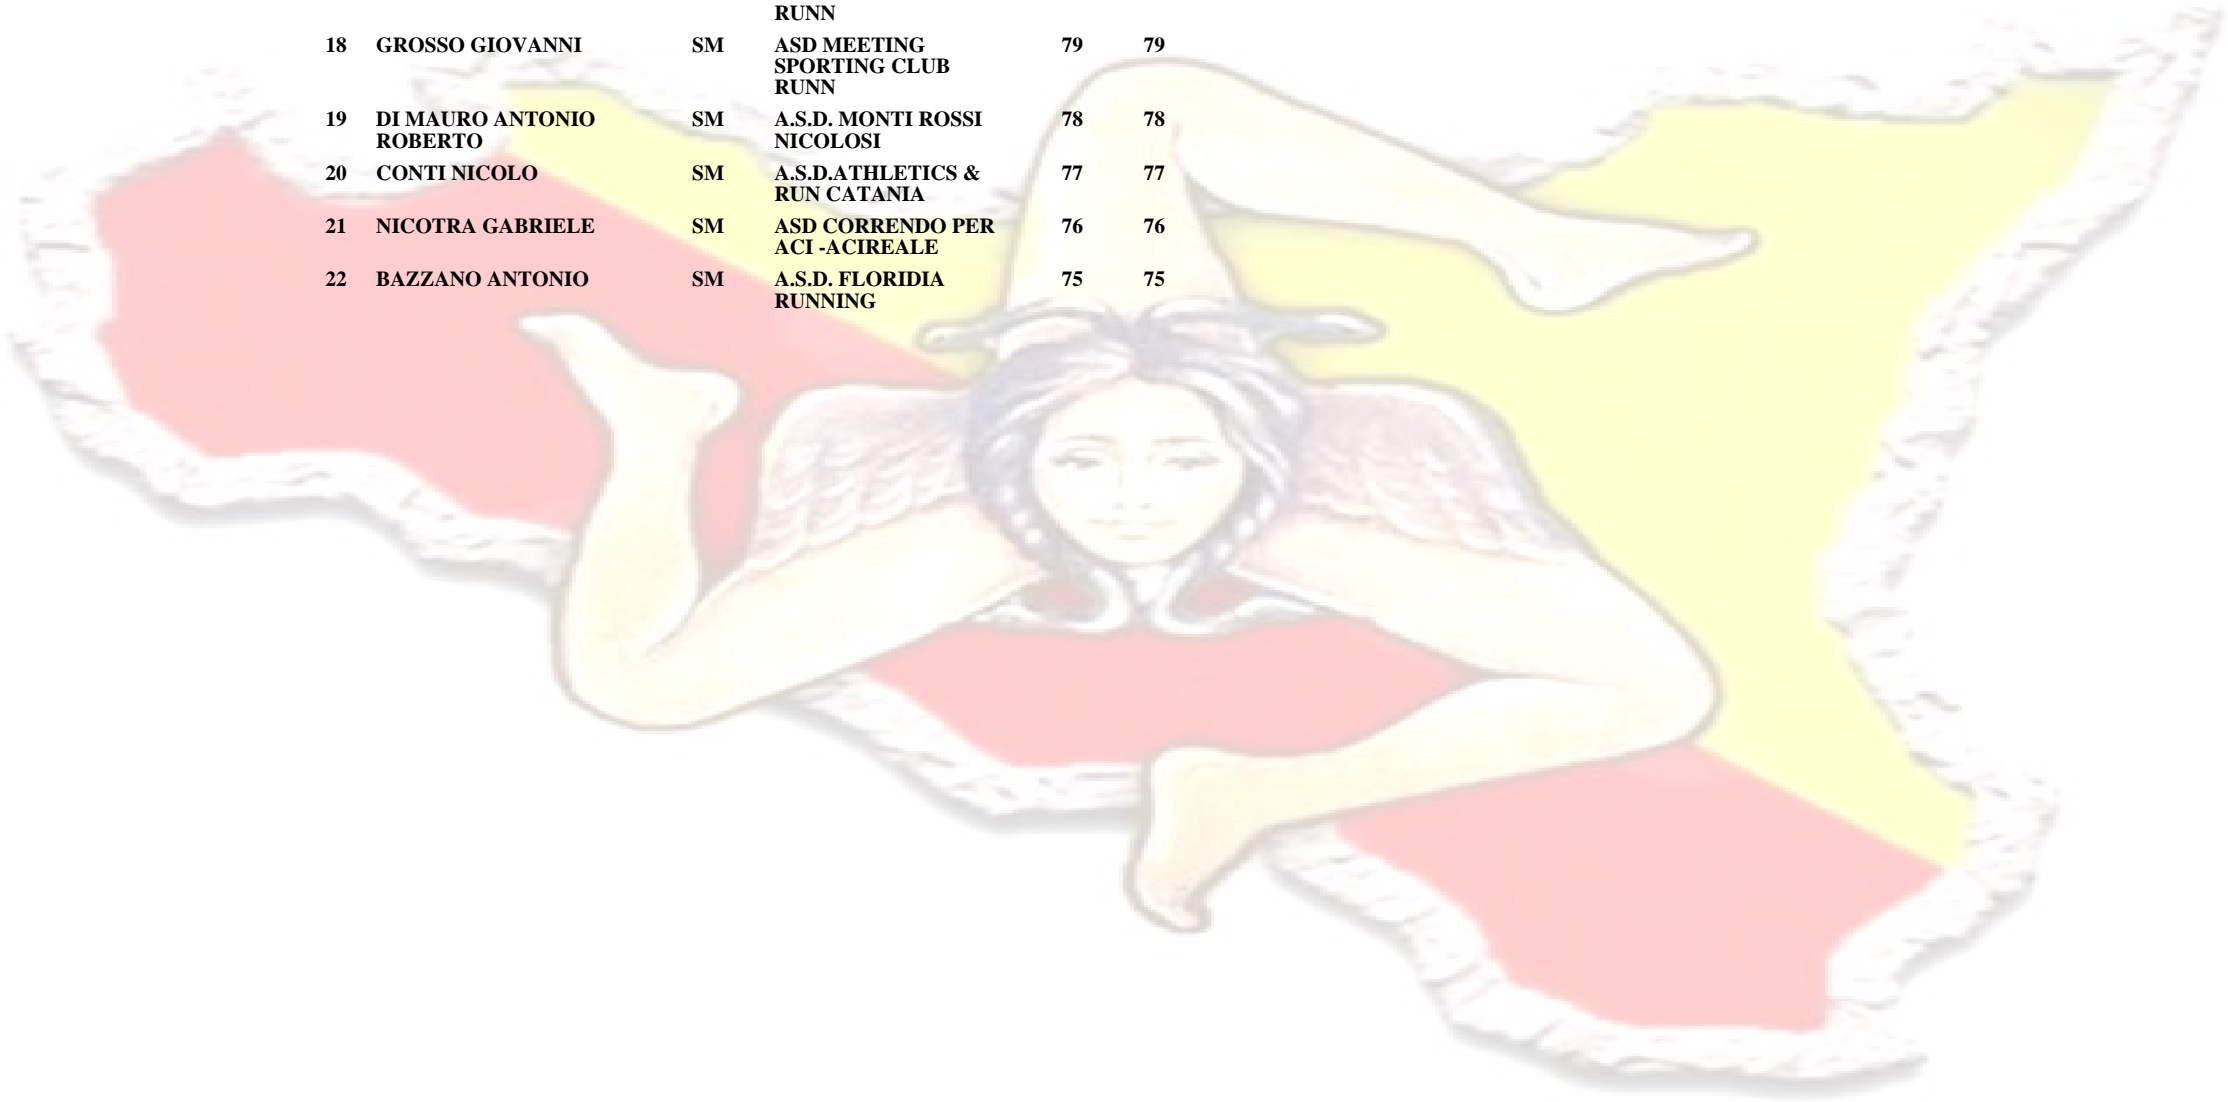 RUNN
18 GROSSO GIOVANNI SM ASD MEETING 79 79
SPORTING CLUB
RUNN
19 DI MAURO ANTONIO SM A.S.D. MONTI ROSSI 78 78
ROBERTO NICOLOSI
20 CONTI NICOLO SM A.S.D.ATHLETICS & 77 77
RUN CATANIA
21 NICOTRA GABRIELE SM ASD CORRENDO PER 76 76
ACI -ACIREALE
22 BAZZANO ANTONIO SM A.S.D. FLORIDIA 75 75
RUNNING